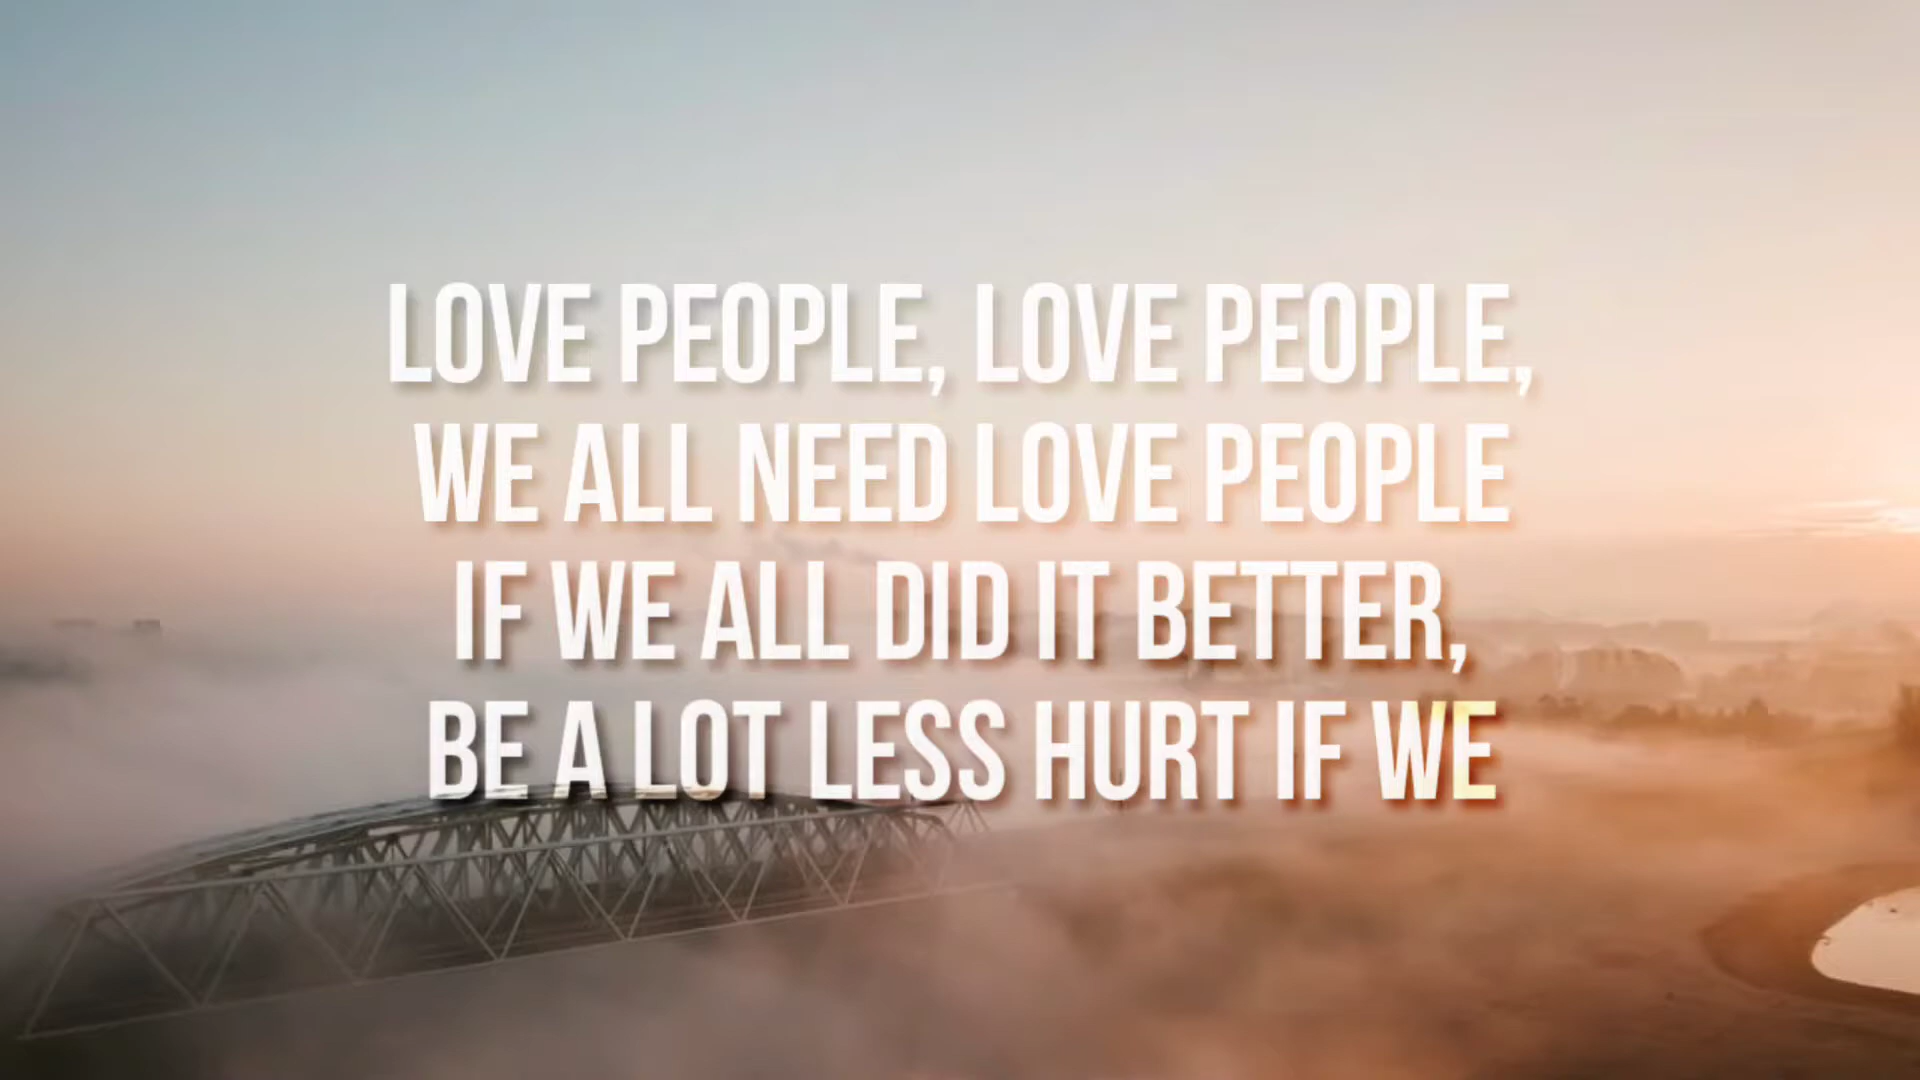 LOVE PEOPLE, LOVE PEOPLE,
WE ALL NEED LOVE PEOPLE
IF WE ALL DID IT BETTER,
BE A LOT LESS HURT IF WE